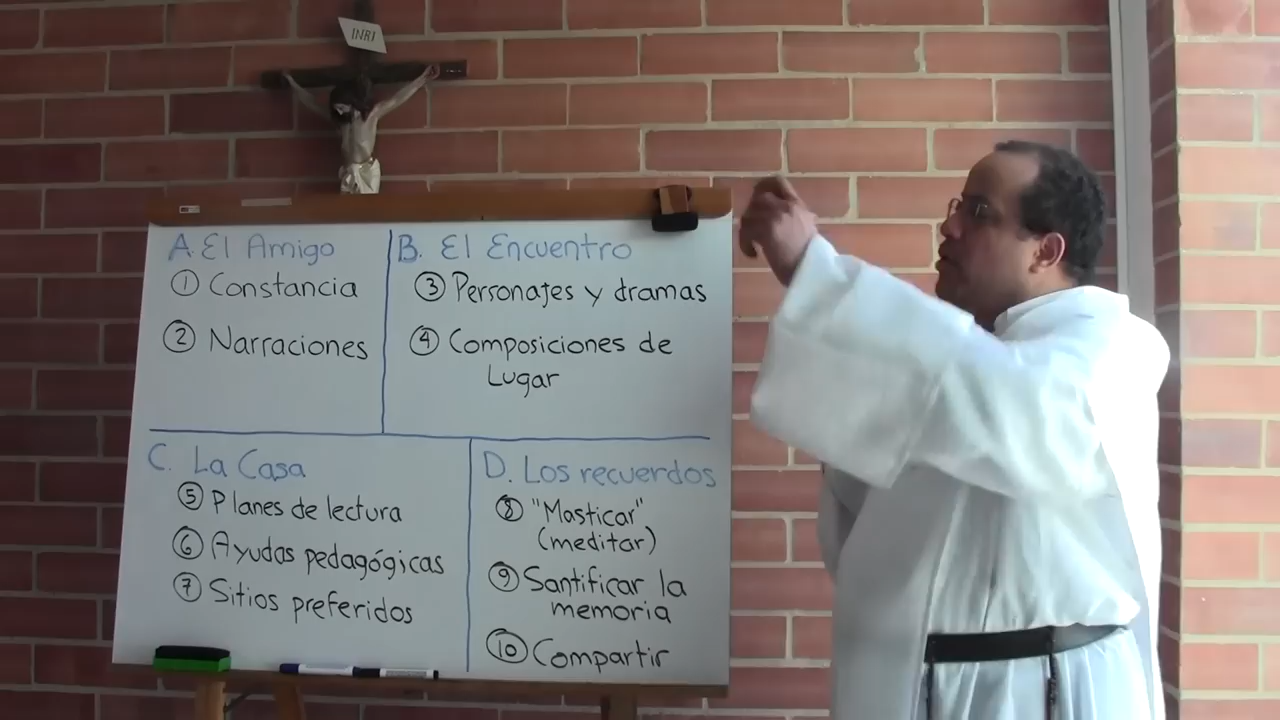 INRI
A. El Amigo
① Constancia
② Narraciones
B. El Encuentro
③ Personajes y dramas
④ Composiciones de
Lugar
C. La Casa
⑤ Planes de lectura
⑥ Ayudas pedagógicas
⑦ Sitios preferidos
D. Los recuerdos
⑧ "Masticar"
(meditar)
⑨ Santificar la
memoria
⑩ Compartir